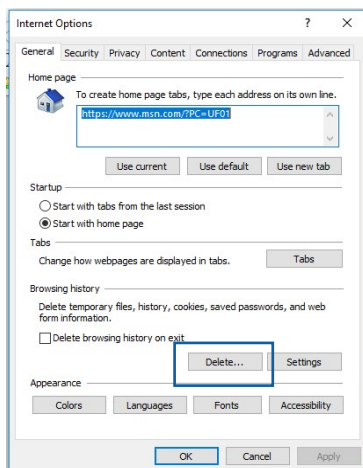 Internet Options
? X
General Security Privacy Content Connections Programs Advanced
Home page
To create home page tabs, type each address on its own line.
https://www.msn.com/?PC=UF01
Use current Use default Use new tab
Startup
Start with tabs from the last session
Start with home page
Tabs
Change how webpages are displayed in tabs.
Tabs
Browsing history
Delete temporary files, history, cookies, saved passwords, and web
form information.
Delete browsing history on exit
Delete... Settings
Appearance
Colors Languages Fonts Accessibility
OK Cancel Apply